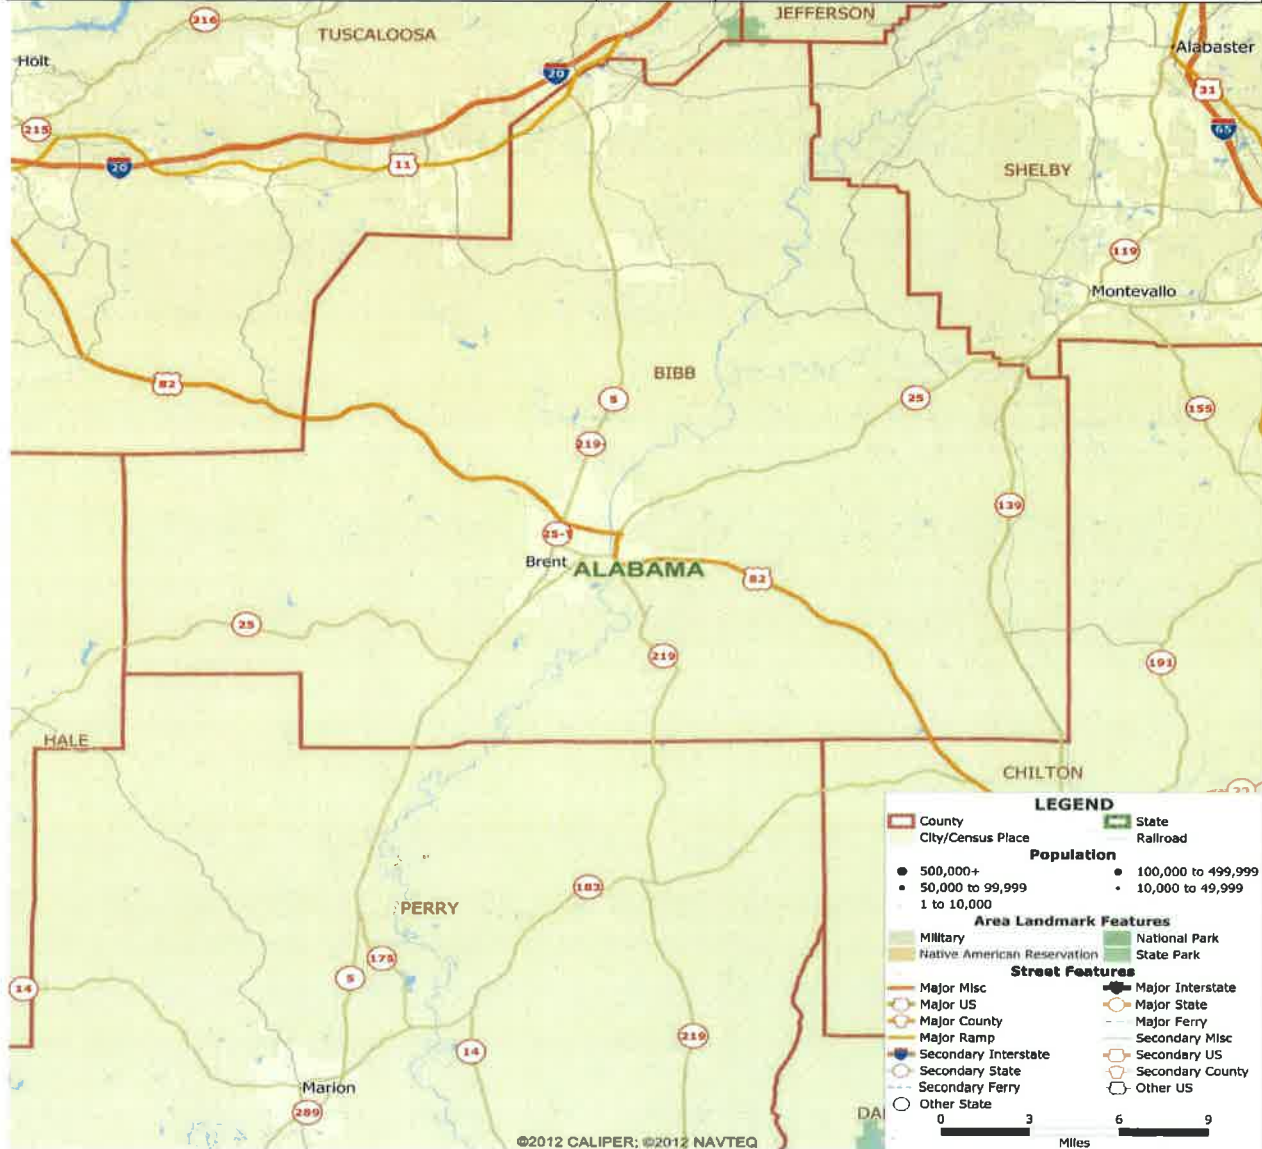 JEFFERSON
216
TUSCALOOSA
Alabaster
Holt
20
31
215
65
20
11
SHELBY
119
Montevallo
BIBB
82
5
25
155
219-
139
25-T
Brent
ALABAMA
82
25
219
191
HALE
CHILTON
22
PERRY
183
175
5
14
219
14
Marion
289
DA
LEGEND
County
State
City/Census Place
Railroad
Population
500,000+
100,000 to 499,999
50,000 to 99,999
10,000 to 49,999
1 to 10,000
Area Landmark Features
Military
National Park
Native American Reservation
State Park
Street Features
Major Misc
Major Interstate
Major US
Major State
Major County
Major Ferry
Major Ramp
Secondary Misc
Secondary Interstate
Secondary US
Secondary State
Secondary County
Secondary Ferry
Other US
Other State
0 3 6 9
Miles
©2012 CALIPER; ©2012 NAVTEQ